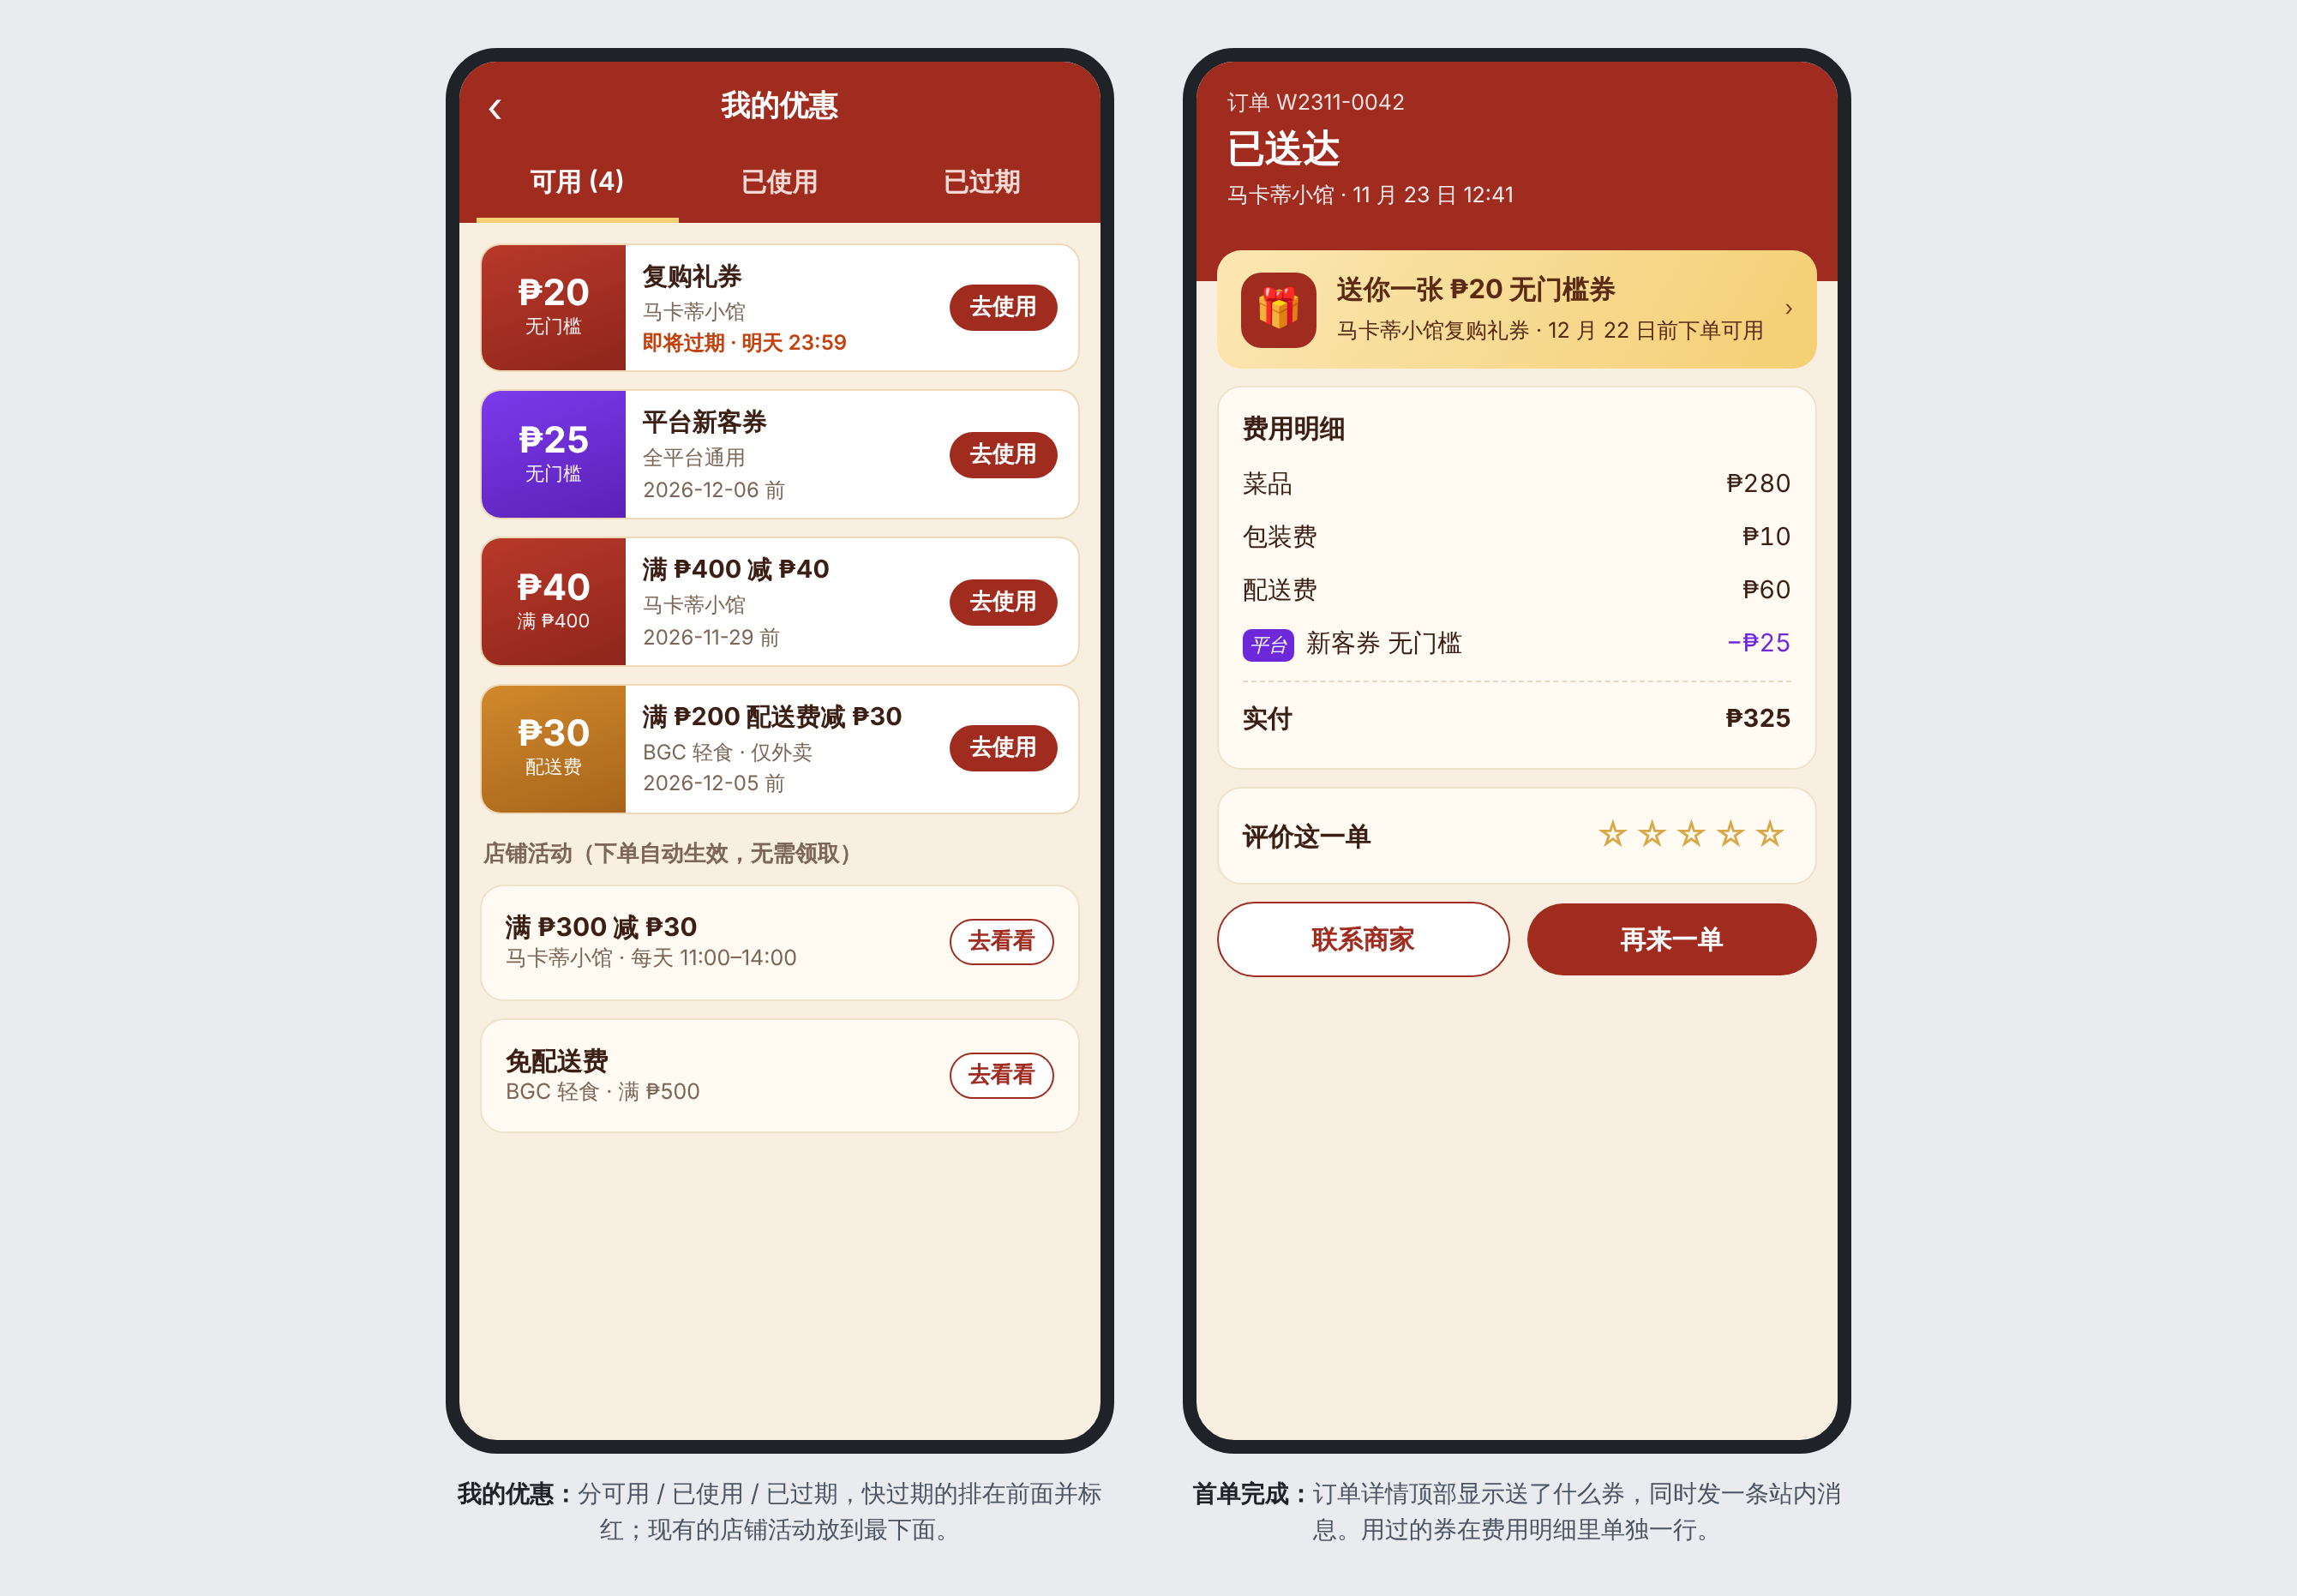 ‹
我的优惠
可用 (4)
已使用
已过期
₱20
无门槛
复购礼券
马卡蒂小馆
即将过期 · 明天 23:59
去使用
₱25
无门槛
平台新客券
全平台通用
2026-12-06 前
去使用
₱40
满 ₱400
满 ₱400 减 ₱40
马卡蒂小馆
2026-11-29 前
去使用
₱30
配送费
满 ₱200 配送费减 ₱30
BGC 轻食 · 仅外卖
2026-12-05 前
去使用
店铺活动（下单自动生效，无需领取）
满 ₱300 减 ₱30
马卡蒂小馆 · 每天 11:00–14:00
去看看
免配送费
BGC 轻食 · 满 ₱500
去看看
我的优惠：分可用 / 已使用 / 已过期，快过期的排在前面并标
红；现有的店铺活动放到最下面。
订单 W2311-0042
已送达
马卡蒂小馆 · 11 月 23 日 12:41
送你一张 ₱20 无门槛券
马卡蒂小馆复购礼券 · 12 月 22 日前下单可用
›
费用明细
菜品 ₱280
包装费 ₱10
配送费 ₱60
平台 新客券 无门槛 −₱25
实付 ₱325
评价这一单 ☆☆☆☆☆
联系商家
再来一单
首单完成：订单详情顶部显示送了什么券，同时发一条站内消
息。用过的券在费用明细里单独一行。